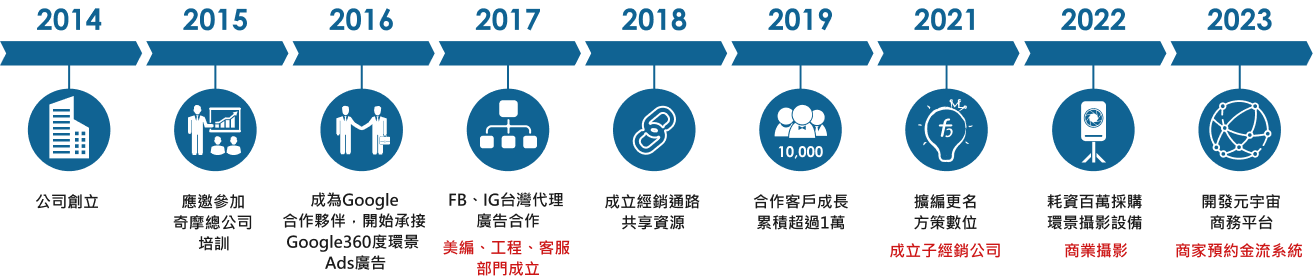 2014
2015
2016
2017
2018
2019
2021
2022
2023
公司創立
應邀參加
奇摩總公司
培訓
成為Google
合作夥伴，開始承接
Google360度環景
Ads廣告
FB、IG台灣代理
廣告合作
美編、工程、客服
部門成立
成立經銷通路
共享資源
10,000
合作客戶成長
累積超過1萬
擴編更名
方策數位
成立子經銷公司
耗資百萬採購
環景攝影設備
商業攝影
開發元宇宙
商務平台
商家預約金流系統